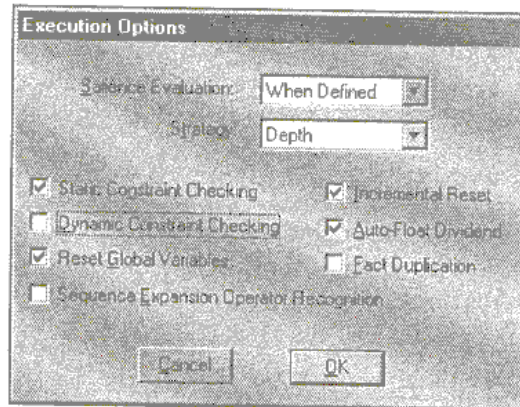 Execution Options
Salience Evaluation: When Defined
Strategy: Depth
Static Constraint Checking Incremental Reset
Dynamic Constraint Checking Auto-Float Dividend
Reset Global Variables Fact Duplication
Sequence Expansion Operator Recognition
Cancel OK